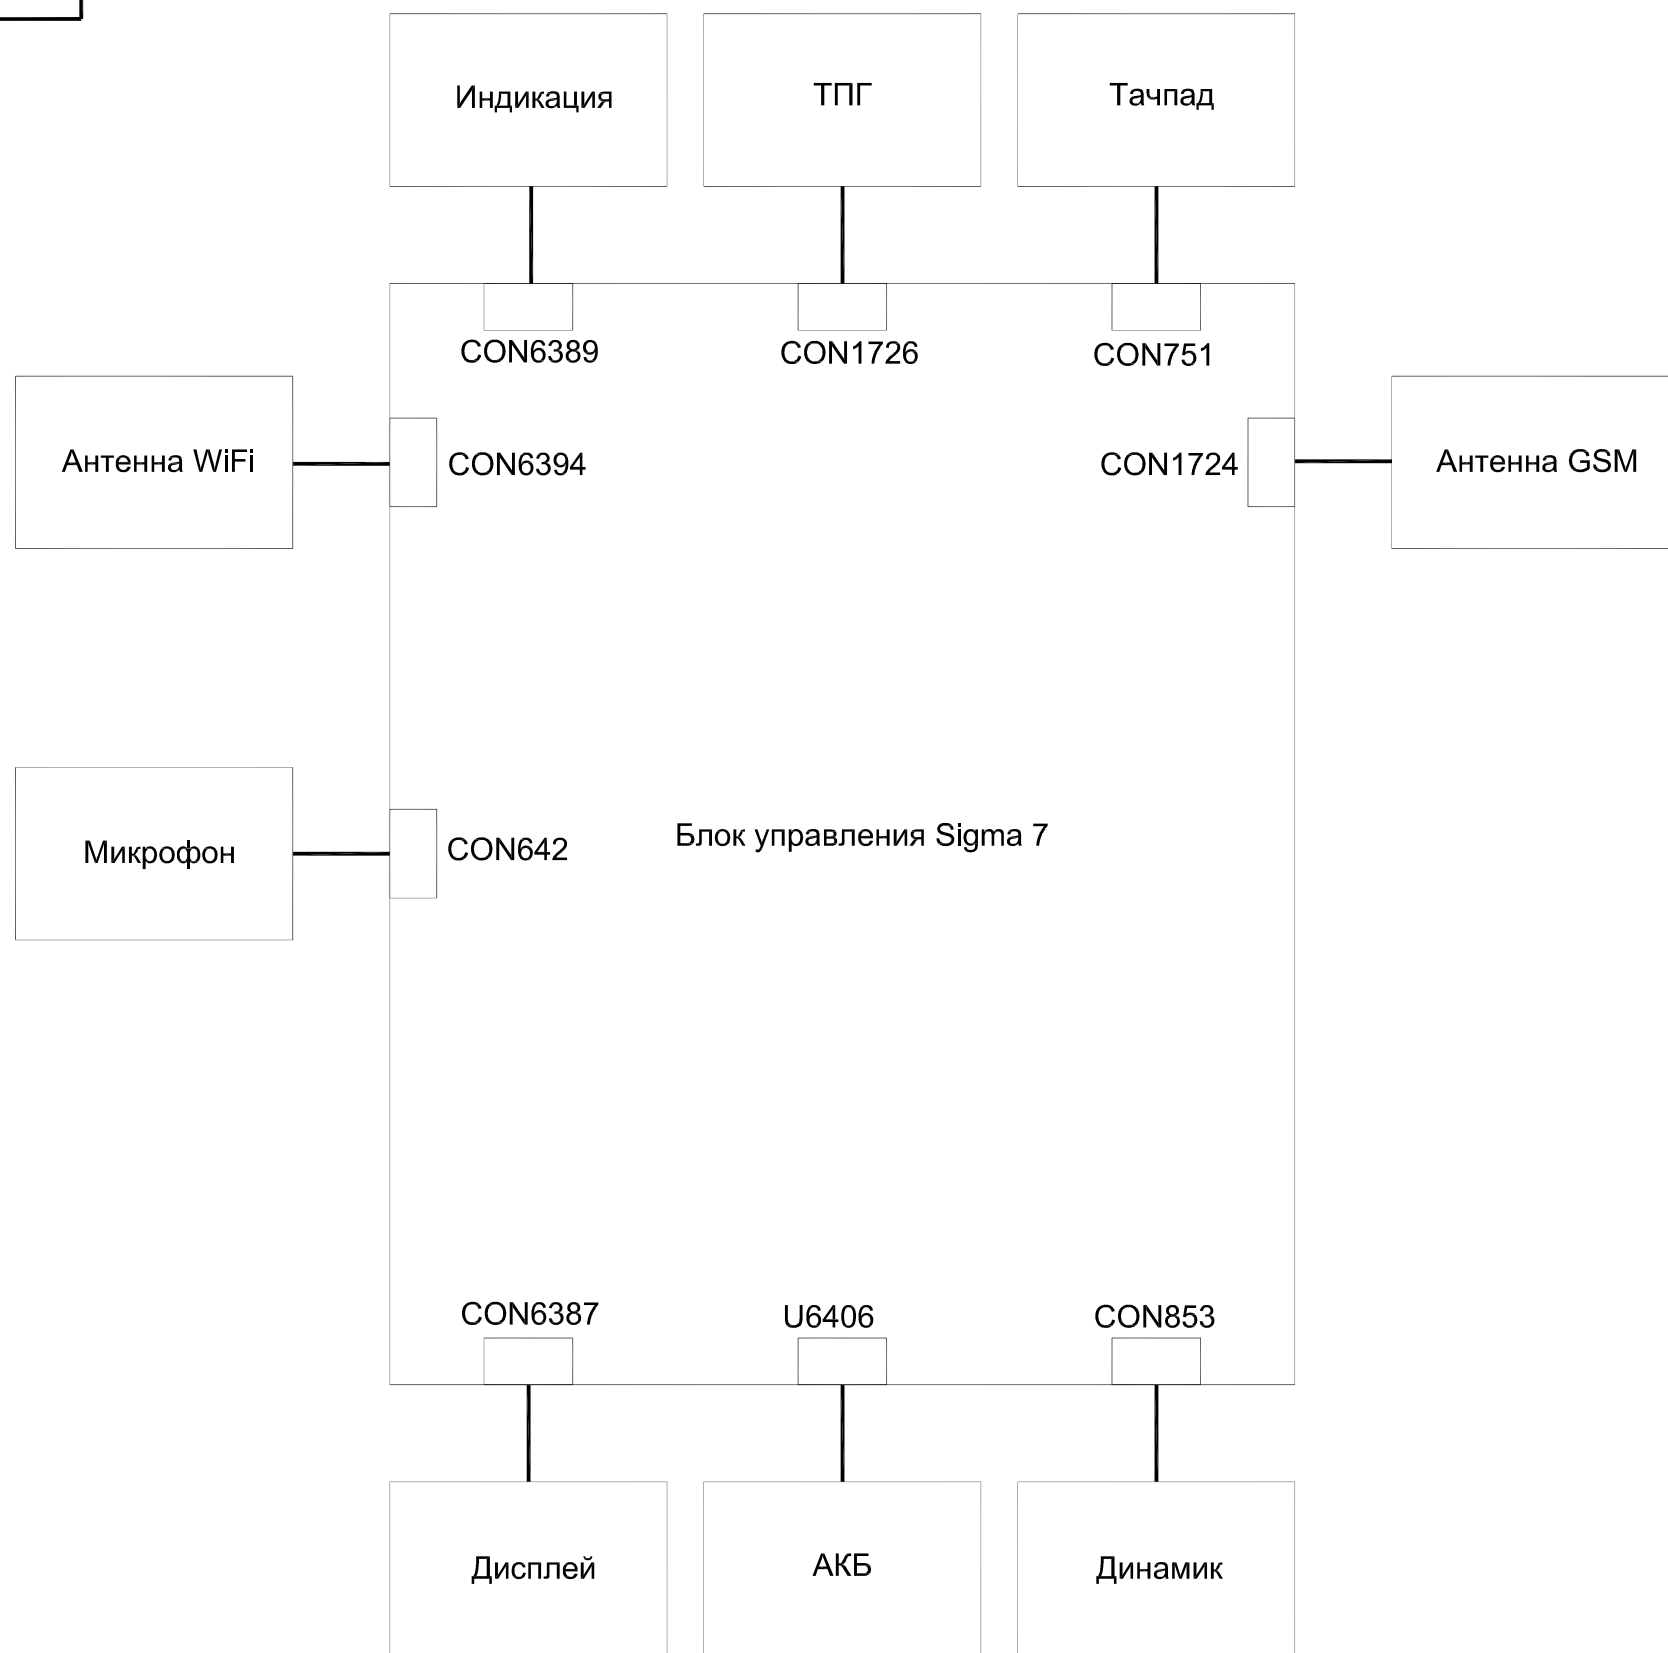 Индикация
ТПГ
Тачпад
CON6389
CON1726
CON751
Антенна WiFi
CON6394
CON1724
Антенна GSM
Микрофон
CON642
Блок управления Sigma 7
CON6387
U6406
CON853
Дисплей
АКБ
Динамик